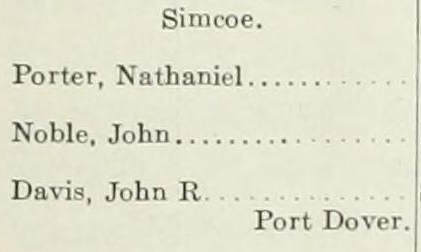 Simcoe.
Porter, Nathaniel..............
Noble, John....................
Davis, John R..................
Port Dover.